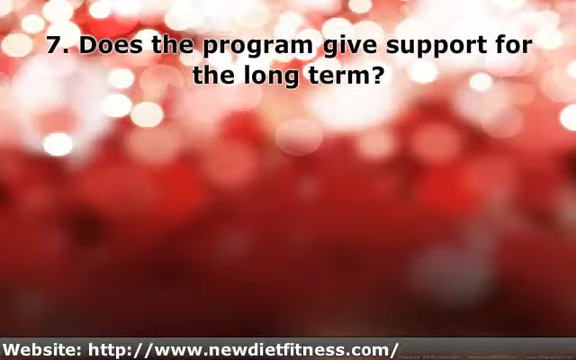 7. Does the program give support for
the long term?
Website: http://www.newdietfitness.com/